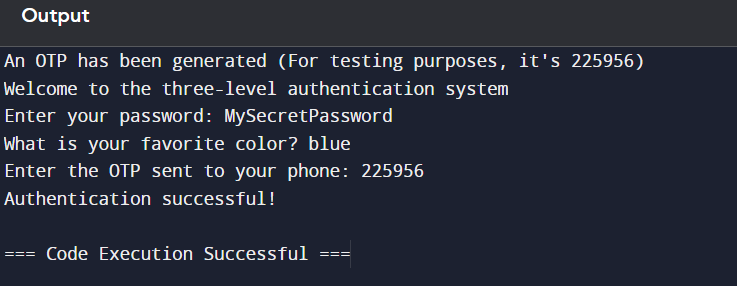 Output
An OTP has been generated (For testing purposes, it's 225956)
Welcome to the three-level authentication system
Enter your password: MySecretPassword
What is your favorite color? blue
Enter the OTP sent to your phone: 225956
Authentication successful!
=== Code Execution Successful ===